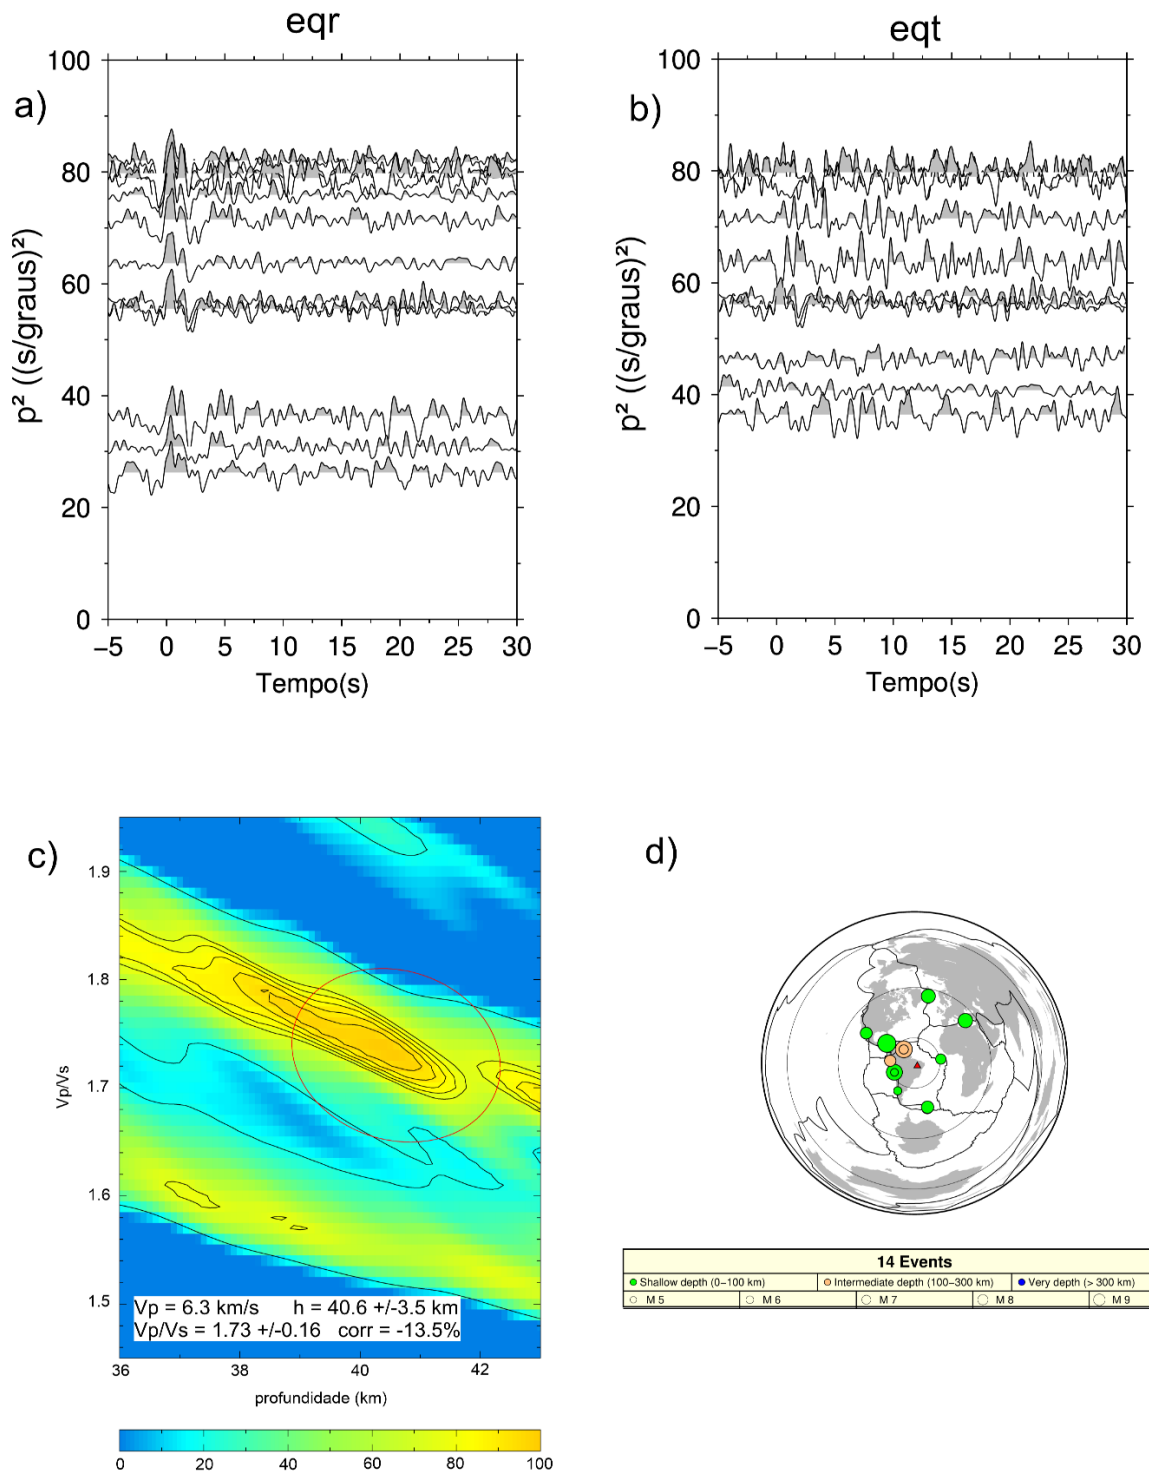 eqr
eqt
a)
b)
100
80
60
40
20
0
p² ((s/graus)²
−5 0 5 10 15 20 25 30
Tempo(s)
100
80
60
40
20
0
p² ((s/graus)²
−5 0 5 10 15 20 25 30
Tempo(s)
c)
d)
1.9
1.8
1.7
1.6
1.5
Vp/Vs
Vp = 6.3 km/s h = 40.6 +/-3.5 km
Vp/Vs = 1.73 +/-0.16 corr = -13.5%
36 38 40 42
profundidade (km)
0 20 40 60 80 100
14 Events
Shallow depth (0−100 km) Intermediate depth (100−300 km) Very depth (> 300 km)
M 5 M 6 M 7 M 8 M 9